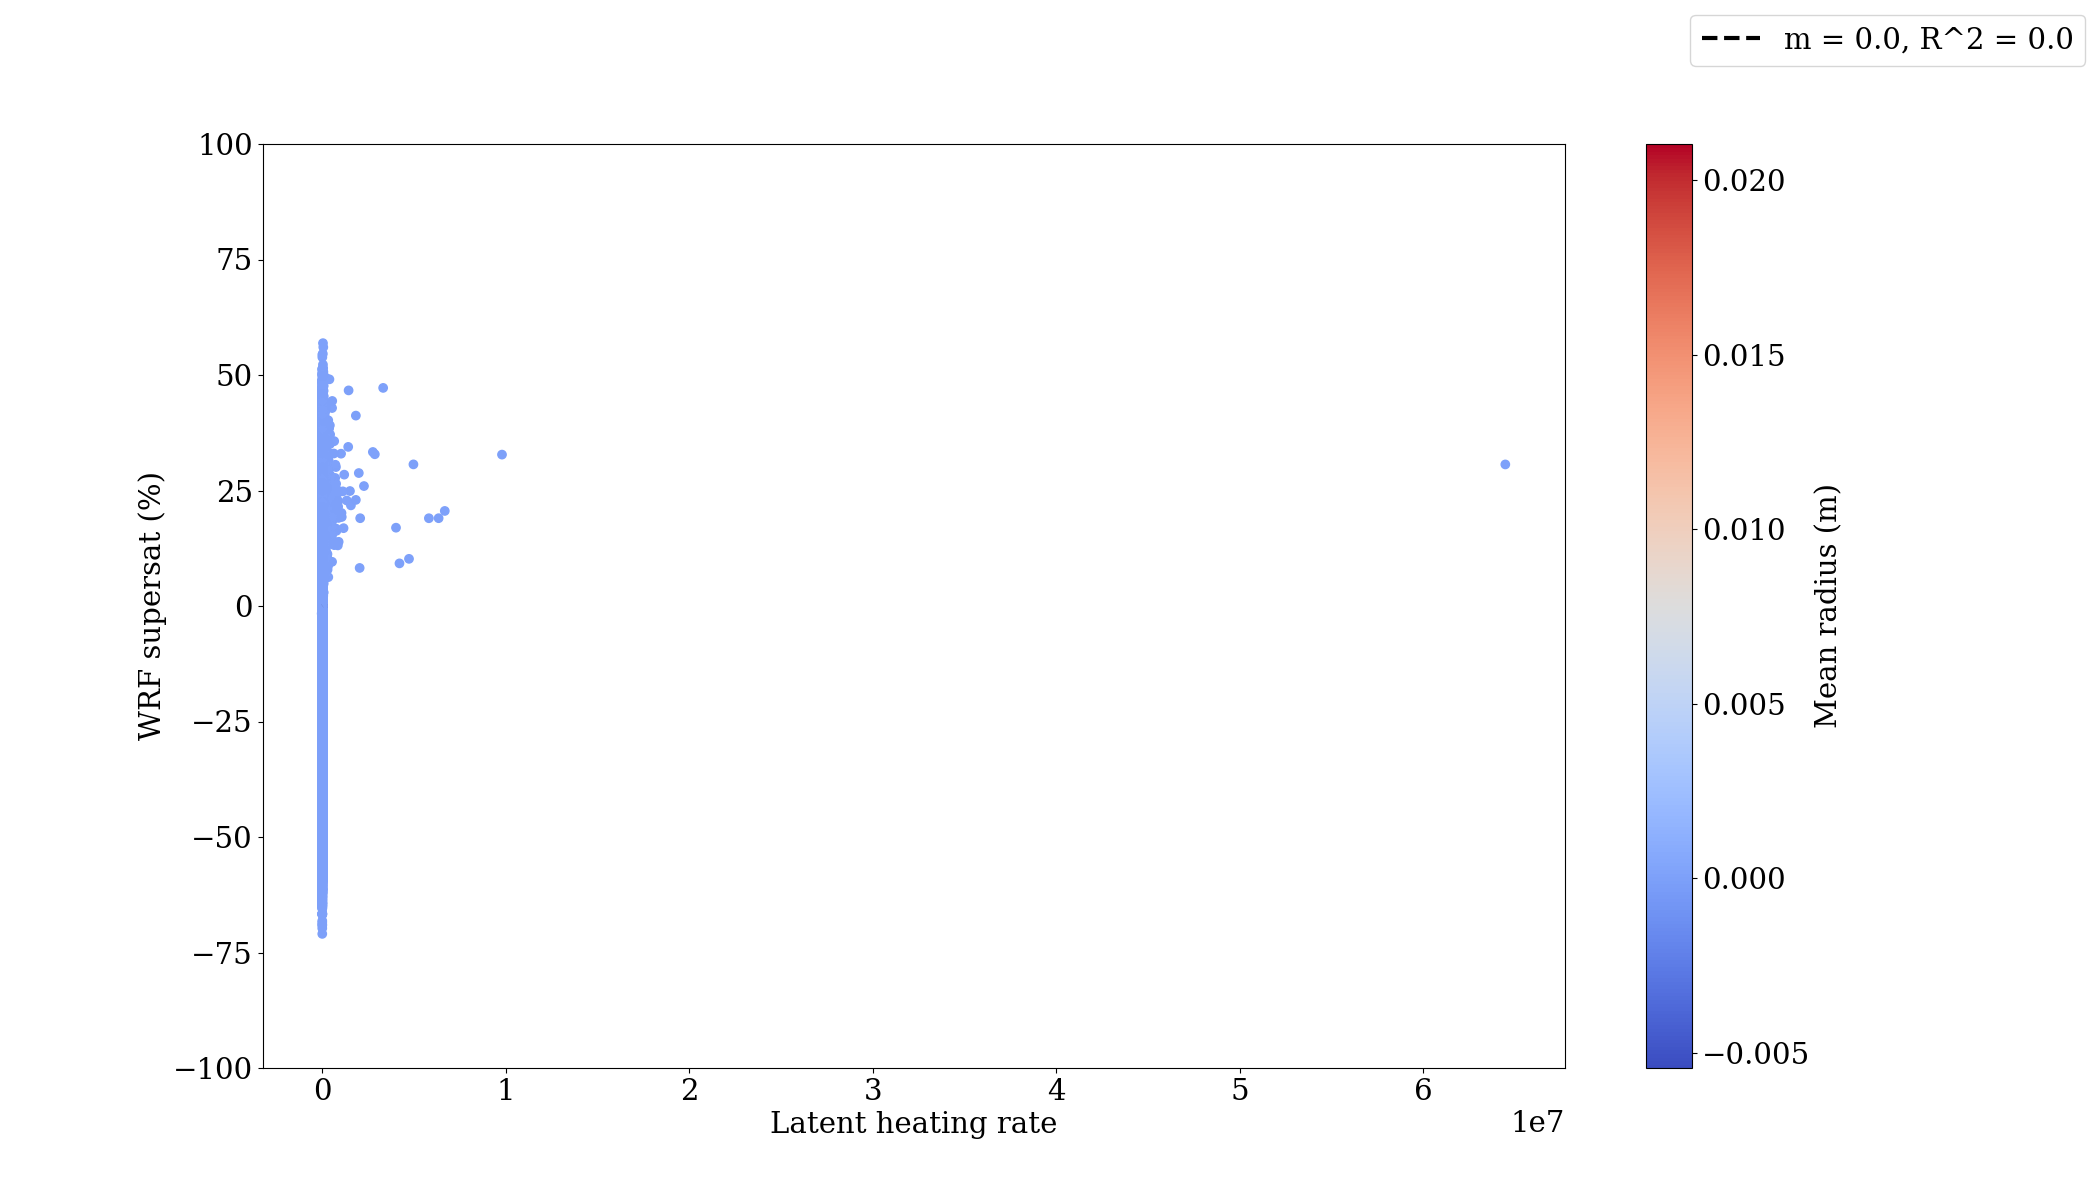 m = 0.0, R^2 = 0.0
100
75
50
25
0
−25
−50
−75
−100
WRF supersat (%)
0 1 2 3 4 5 6
1e7
Latent heating rate
0.020
0.015
0.010
0.005
0.000
−0.005
Mean radius (m)